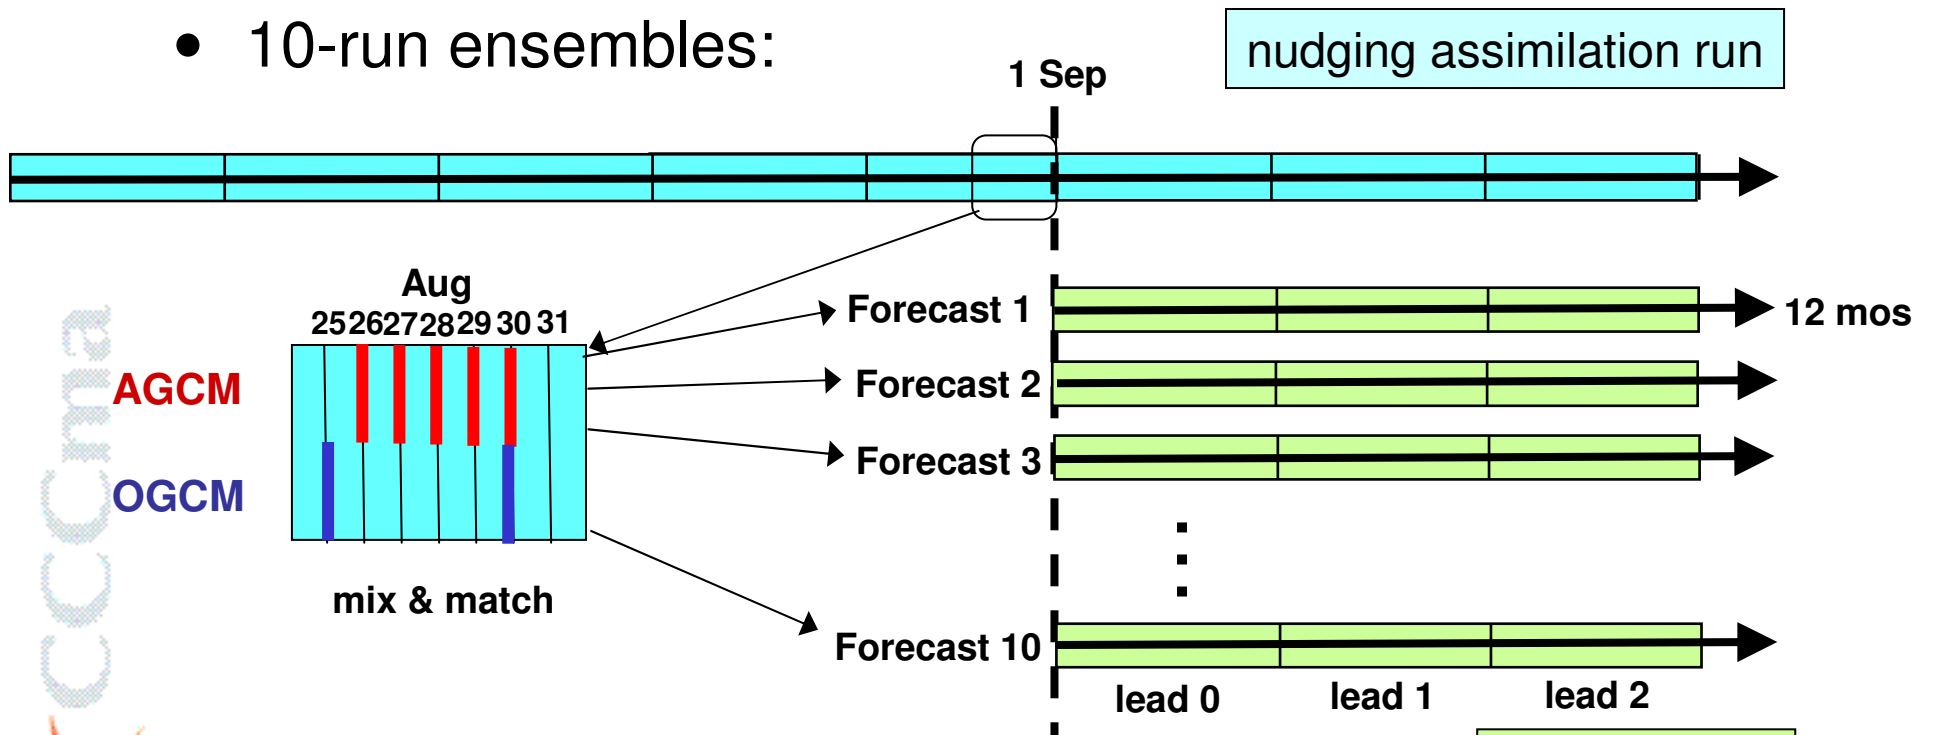 • 10-run ensembles:
nudging assimilation run
1 Sep
Aug
25 26 27 28 29 30 31
AGCM
OGCM
mix & match
Forecast 1
12 mos
Forecast 2
Forecast 3
Forecast 10
lead 0 lead 1 lead 2
CCCma